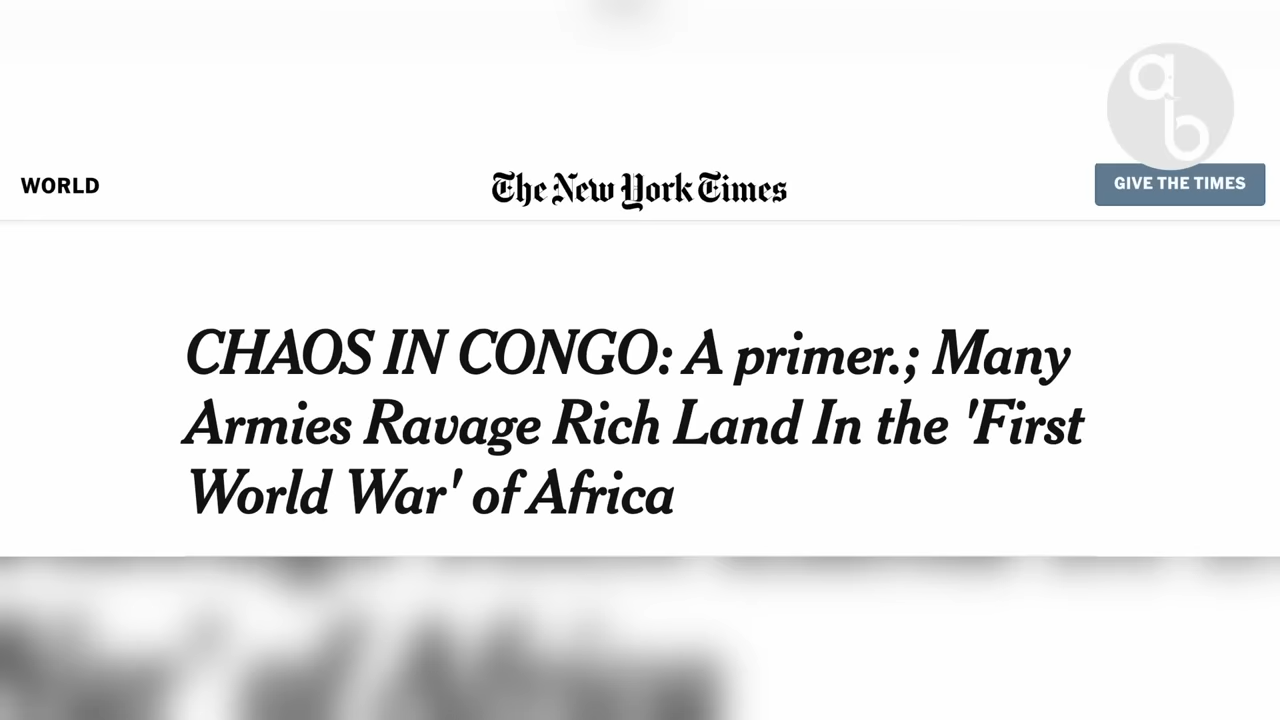 ab
WORLD
The New York Times
GIVE THE TIMES
CHAOS IN CONGO: A primer.; Many
Armies Ravage Rich Land In the 'First
World War' of Africa